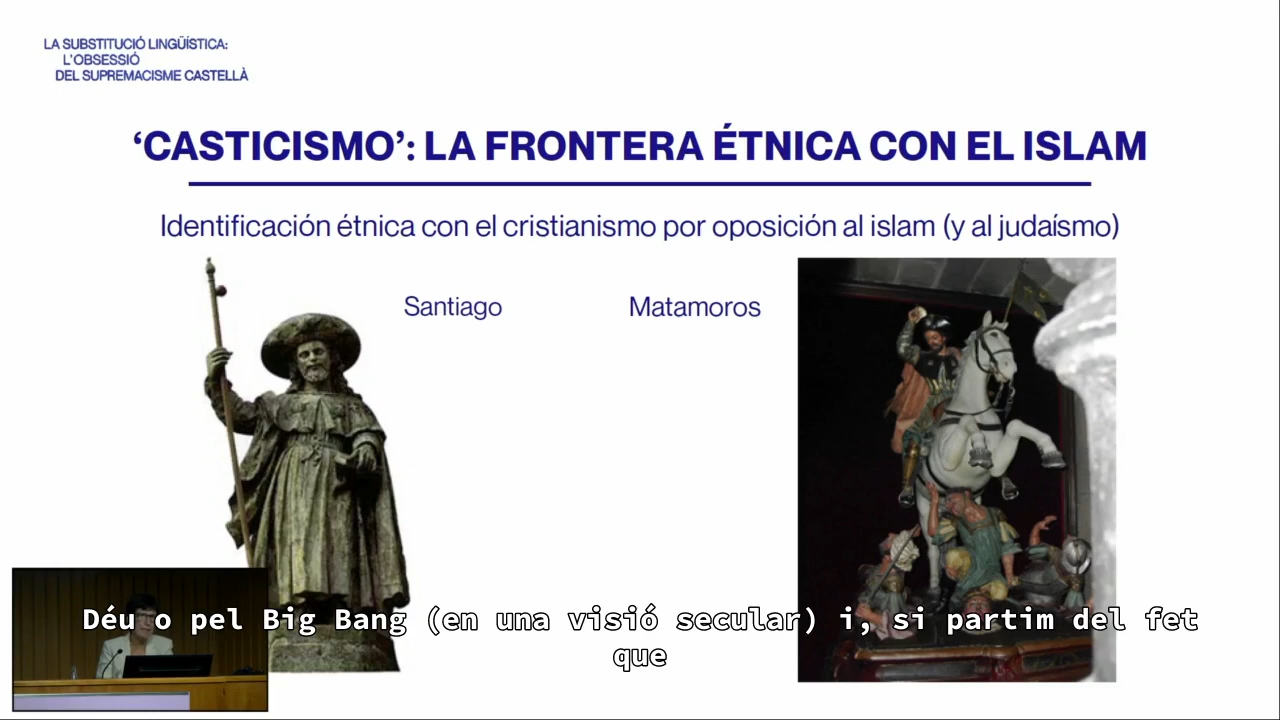 LA SUBSTITUCIÓ LINGÜÍSTICA:
L'OBSESSIÓ
DEL SUPREMACISME CASTELLÀ
‘CASTICISMO’: LA FRONTERA ÉTNICA CON EL ISLAM
Identificación étnica con el cristianismo por oposición al islam (y al judaísmo)
Santiago
Matamoros
Déu o pel Big Bang (en una visió secular) i, si partim del fet
que